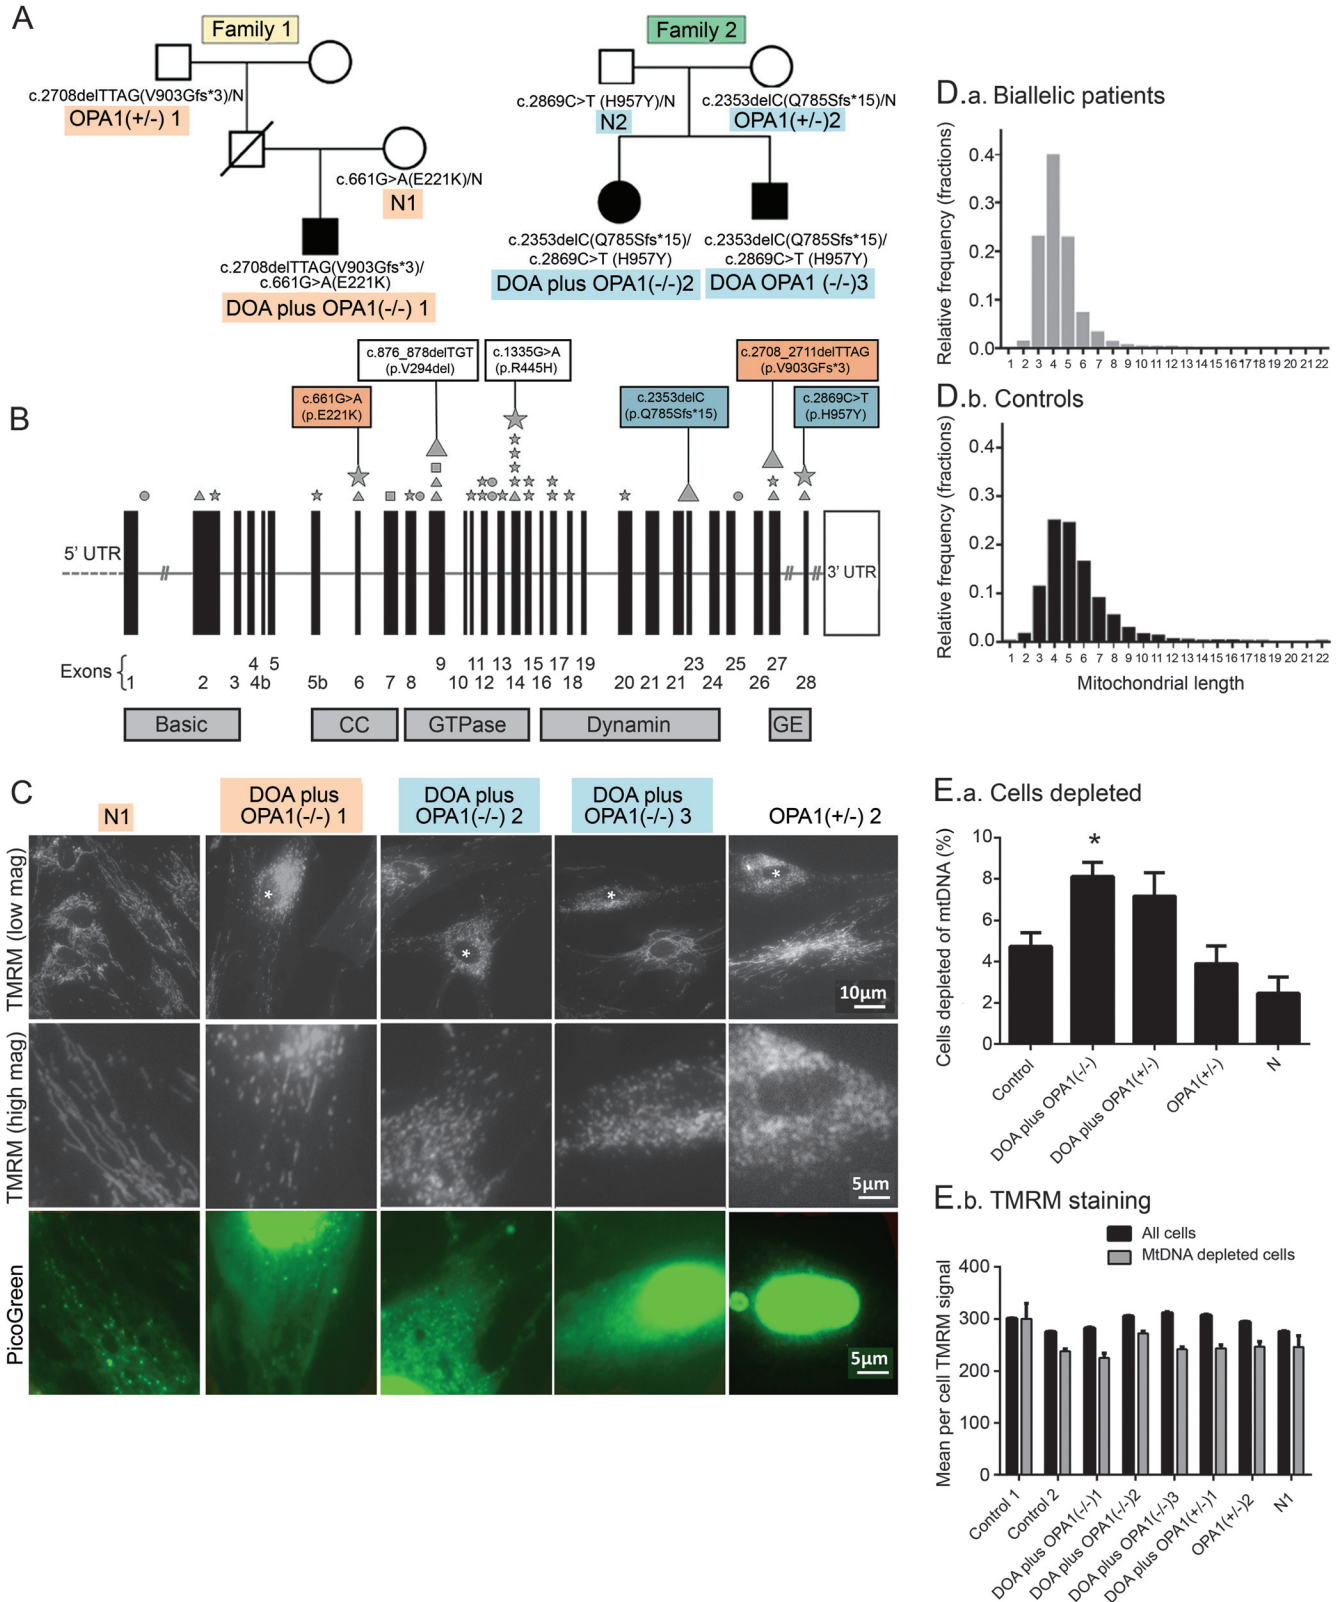 A
Family 1
c.2708delTTAG(V903Gfs*3)/N
OPA1(+/-) 1
c.661G>A(E221K)/N
N1
c.2708delTTAG(V903Gfs*3)/
c.661G>A(E221K)
DOA plus OPA1(-/-) 1
Family 2
c.2869C>T (H957Y)/N
N2
c.2353delC(Q785Sfs*15)/N
OPA1(+/-)2
c.2353delC(Q785Sfs*15)/
c.2869C>T (H957Y)
DOA plus OPA1(-/-)2
c.2353delC(Q785Sfs*15)/
c.2869C>T (H957Y)
DOA OPA1 (-/-)3
B
c.661G>A
(p.E221K)
c.876_878delTGT
(p.V294del)
c.1335G>A
(p.R445H)
c.2353delC
(p.Q785Sfs*15)
c.2708_2711delTTAG
(p.V903GFs*3)
c.2869C>T
(p.H957Y)
5' UTR
3' UTR
Exons
4 5 9 11 13 15 17 19 23 25 27
1 2 3 4b 5b 6 7 8 10 12 14 16 18 20 21 21 24 26 28
Basic
CC
GTPase
Dynamin
GE
C
N1
DOA plus
OPA1(-/-) 1
DOA plus
OPA1(-/-) 2
DOA plus
OPA1(-/-) 3
OPA1(+/-) 2
TMRM (low mag)
*
*
*
*
10µm
TMRM (high mag)
5µm
PicoGreen
5µm
D.a. Biallelic patients
Relative frequency (fractions)
0.4
0.3
0.2
0.1
0.0
1 2 3 4 5 6 7 8 9 10 11 12 13 14 15 16 17 18 19 20 21 22
D.b. Controls
Relative frequency (fractions)
0.4
0.3
0.2
0.1
0.0
1 2 3 4 5 6 7 8 9 10 11 12 13 14 15 16 17 18 19 20 21 22
Mitochondrial length
E.a. Cells depleted
Cells depleted of mtDNA (%)
10
8
6
4
2
0
*
Control
DOA plus OPA1(-/-)
DOA plus OPA1(+/-)
OPA1(+/-)
N
E.b. TMRM staining
All cells
MtDNA depleted cells
Mean per cell TMRM signal
400
300
200
100
0
Control 1
Control 2
DOA plus OPA1(-/-)1
DOA plus OPA1(-/-)2
DOA plus OPA1(-/-)3
DOA plus OPA1(+/-)1
OPA1(+/-)2
N1